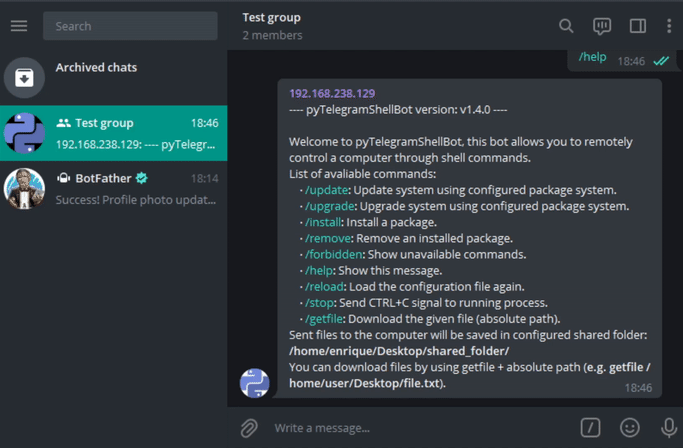 Search
Archived chats
Test group 18:46
192.168.238.129: ---- pyTelegr...
BotFather 18:14
Success! Profile photo updat...
Test group
2 members
/help 18:46
192.168.238.129
---- pyTelegramShellBot version: v1.4.0 ----
Welcome to pyTelegramShellBot, this bot allows you to remotely
control a computer through shell commands.
List of avaliable commands:
· /update: Update system using configured package system.
· /upgrade: Upgrade system using configured package system.
· /install: Install a package.
· /remove: Remove an installed package.
· /forbidden: Show unavailable commands.
· /help: Show this message.
· /reload: Load the configuration file again.
· /stop: Send CTRL+C signal to running process.
· /getfile: Download the given file (absolute path).
Sent files to the computer will be saved in configured shared folder:
/home/enrique/Desktop/shared_folder/
You can download files by using getfile + absolute path (e.g. getfile /
home/user/Desktop/file.txt).
18:46
Write a message...